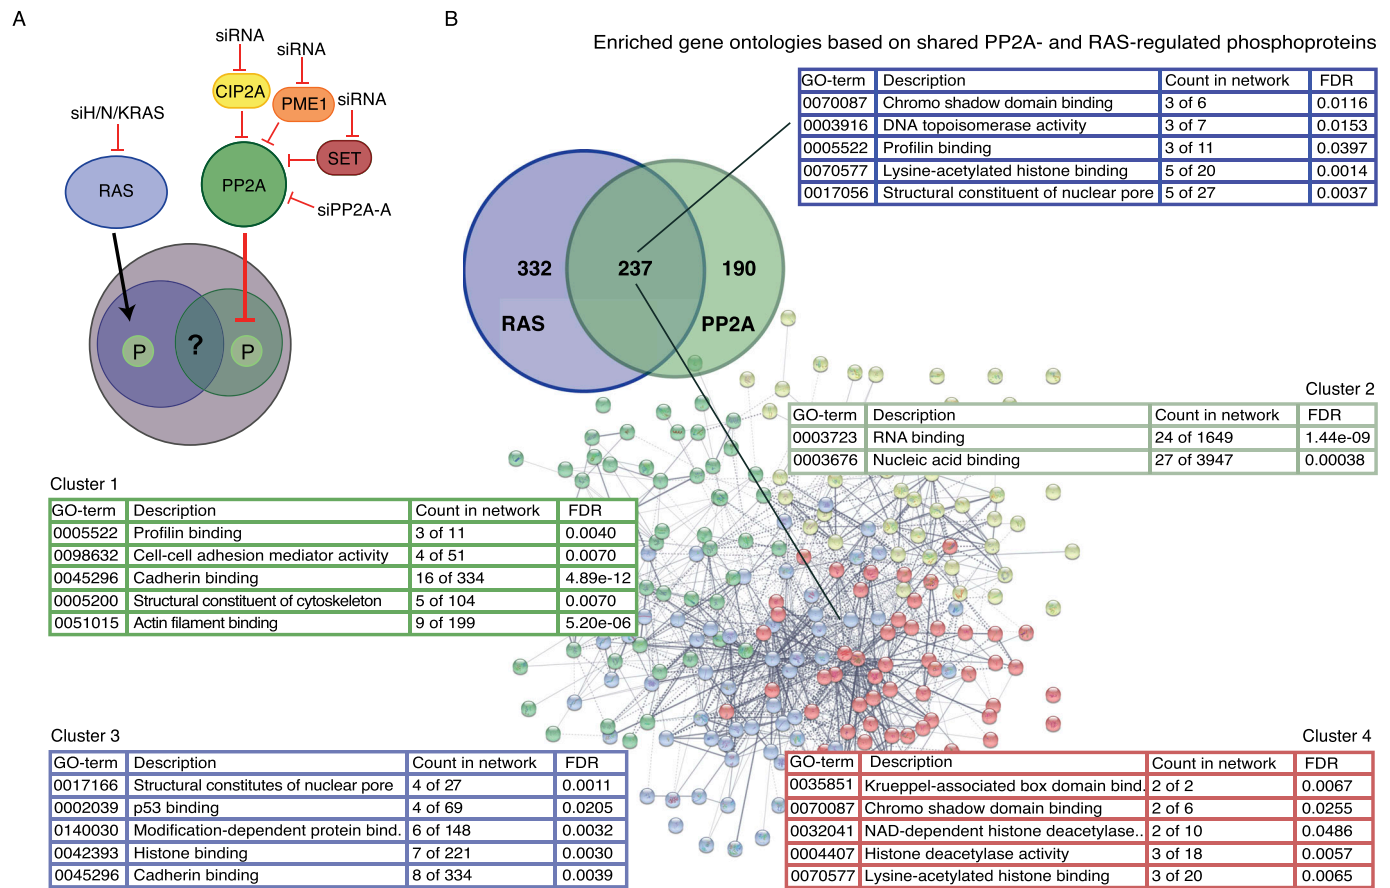 A
siRNA
siRNA
CIP2A
PME1
siRNA
siH/N/KRAS
SET
RAS
PP2A
siPP2A-A
P
?
P
B
Enriched gene ontologies based on shared PP2A- and RAS-regulated phosphoproteins
GO-term Description Count in network FDR
0070087 Chromo shadow domain binding 3 of 6 0.0116
0003916 DNA topoisomerase activity 3 of 7 0.0153
0005522 Profilin binding 3 of 11 0.0397
0070577 Lysine-acetylated histone binding 5 of 20 0.0014
0017056 Structural constituent of nuclear pore 5 of 27 0.0037
332 237 190
RAS PP2A
Cluster 2
GO-term Description Count in network FDR
0003723 RNA binding 24 of 1649 1.44e-09
0003676 Nucleic acid binding 27 of 3947 0.00038
Cluster 1
GO-term Description Count in network FDR
0005522 Profilin binding 3 of 11 0.0040
0098632 Cell-cell adhesion mediator activity 4 of 51 0.0070
0045296 Cadherin binding 16 of 334 4.89e-12
0005200 Structural constituent of cytoskeleton 5 of 104 0.0070
0051015 Actin filament binding 9 of 199 5.20e-06
Cluster 3
GO-term Description Count in network FDR
0017166 Structural constitutes of nuclear pore 4 of 27 0.0011
0002039 p53 binding 4 of 69 0.0205
0140030 Modification-dependent protein bind. 6 of 148 0.0032
0042393 Histone binding 7 of 221 0.0030
0045296 Cadherin binding 8 of 334 0.0039
Cluster 4
GO-term Description Count in network FDR
0035851 Krueppel-associated box domain bind. 2 of 2 0.0067
0070087 Chromo shadow domain binding 2 of 6 0.0255
0032041 NAD-dependent histone deacetylase.. 2 of 10 0.0486
0004407 Histone deacetylase activity 3 of 18 0.0057
0070577 Lysine-acetylated histone binding 3 of 20 0.0065